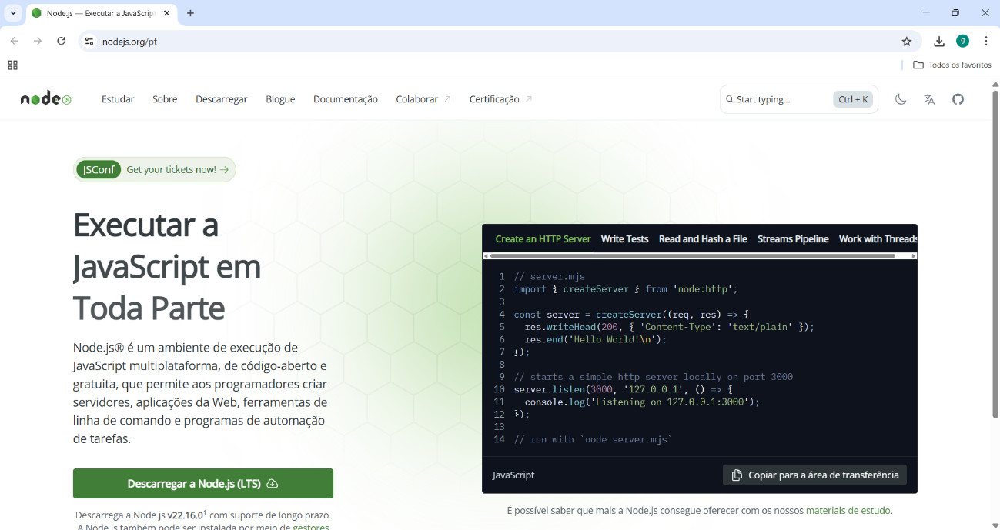 Node.js — Executar a JavaScript
nodejs.org/pt
g
Todos os favoritos
node JS
Estudar
Sobre
Descarregar
Blogue
Documentação
Colaborar
Certificação
Start typing...
Ctrl + K
JSConf Get your tickets now! →
Executar a
JavaScript em
Toda Parte
Node.js® é um ambiente de execução de
JavaScript multiplataforma, de código-aberto e
gratuita, que permite aos programadores criar
servidores, aplicações da Web, ferramentas de
linha de comando e programas de automação
de tarefas.
Descarregar a Node.js (LTS)
Descarrega a Node.js v22.16.0¹ com suporte de longo prazo.
A Node.js também pode ser instalada por meio de gestores
Create an HTTP Server
Write Tests
Read and Hash a File
Streams Pipeline
Work with Threads
1 // server.mjs
2 import { createServer } from 'node:http';
3
4 const server = createServer((req, res) => {
5 res.writeHead(200, { 'Content-Type': 'text/plain' });
6 res.end('Hello World!\n');
7 });
8
9 // starts a simple http server locally on port 3000
10 server.listen(3000, '127.0.0.1', () => {
11 console.log('Listening on 127.0.0.1:3000');
12 });
13
14 // run with `node server.mjs`
JavaScript
Copiar para a área de transferência
É possível saber que mais a Node.js consegue oferecer com os nossos materiais de estudo.